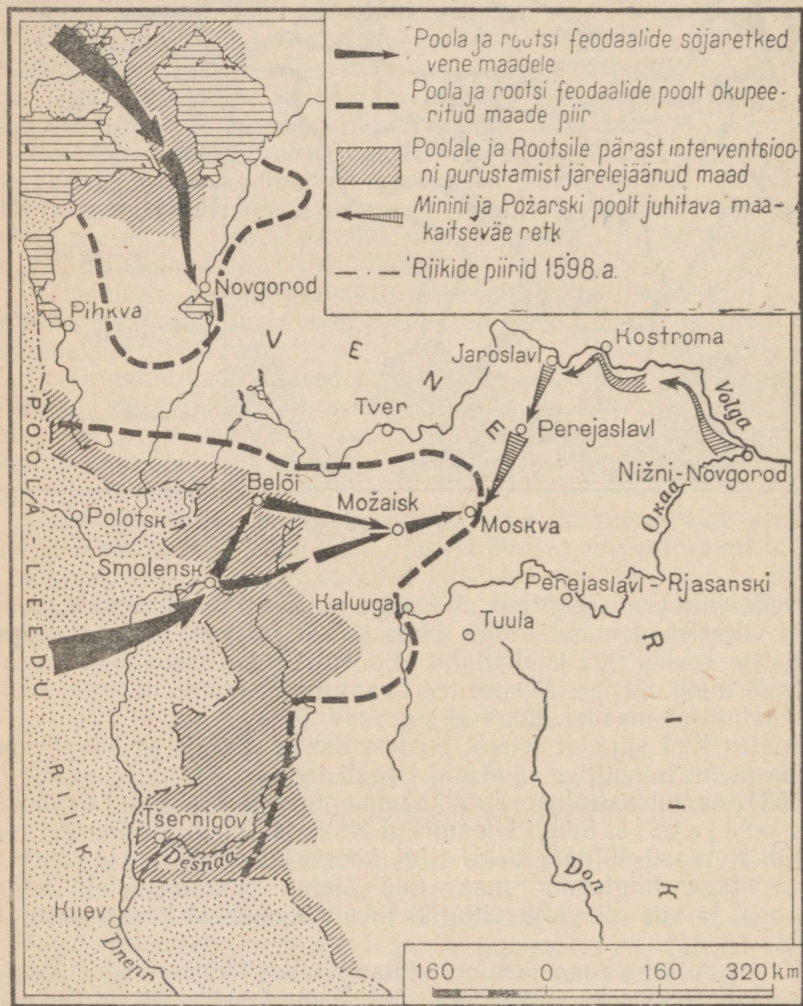 Poola ja rootsi feodaalide sõjaretked
vene maadele
Poola ja rootsi feodaalide poolt okupee-
ritud maade piir
Poolale ja Rootsile pärast interventsioo-
ni purustamist järelejäänud maad
Minini ja Požarski poolt juhitava maa-
kaitseväe retk
Riikide piirid 1598.a.
Novgorod
Pihkva
VENE RIIK
Jaroslavl
Kostroma
Volga
Tver
Perejaslavl
Nižni-Novgorod
POOLA-LEEDU RIIK
Belõi
Možaisk
Moskva
Okaa
Polotsk
Smolensk
Kaluuga
Perejaslavl-Rjasanski
Tuula
Tšernigov
Desnaa
Don
Kiiev
Dnepr
160 0 160 320 km